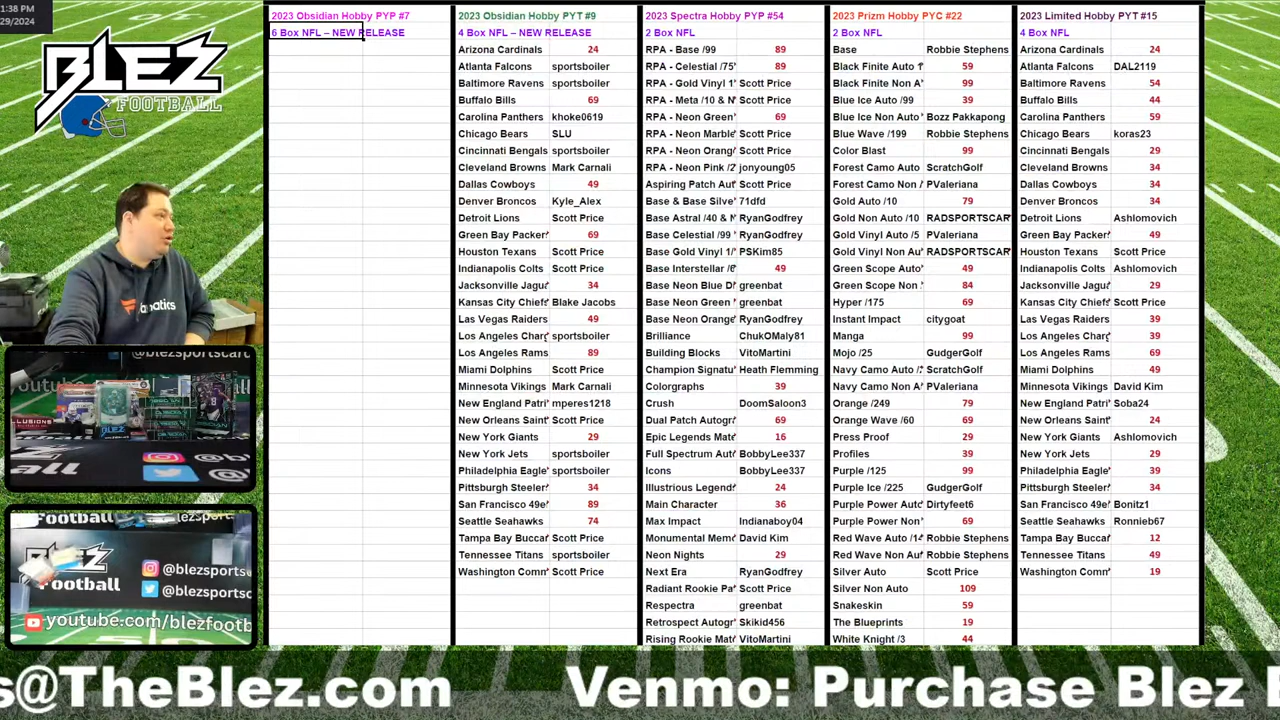 1:38 PM
29/2024
BLEZ
FOOTBALL
2023 Obsidian Hobby PYP #7
6 Box NFL – NEW RELEASE
2023 Obsidian Hobby PYT #9
4 Box NFL – NEW RELEASE
Arizona Cardinals 24
Atlanta Falcons sportsboiler
Baltimore Ravens sportsboiler
Buffalo Bills 69
Carolina Panthers khoke0619
Chicago Bears SLU
Cincinnati Bengals sportsboiler
Cleveland Browns Mark Carnali
Dallas Cowboys 49
Denver Broncos Kyle_Alex
Detroit Lions Scott Price
Green Bay Packer 69
Houston Texans Scott Price
Indianapolis Colts Scott Price
Jacksonville Jagu 34
Kansas City Chiefs Blake Jacobs
Las Vegas Raiders 49
Los Angeles Char sportsboiler
Los Angeles Rams 89
Miami Dolphins Scott Price
Minnesota Vikings Mark Carnali
New England Patri mperes1218
New Orleans Saint Scott Price
New York Giants 29
New York Jets sportsboiler
Philadelphia Eagle sportsboiler
Pittsburgh Steeler 34
San Francisco 49e 89
Seattle Seahawks 74
Tampa Bay Buccar Scott Price
Tennessee Titans sportsboiler
Washington Comm Scott Price
2023 Spectra Hobby PYP #54
2 Box NFL
RPA - Base /99 89
RPA - Celestial /75 89
RPA - Gold Vinyl 1 Scott Price
RPA - Meta /10 & N Scott Price
RPA - Neon Green 69
RPA - Neon Marble Scott Price
RPA - Neon Orang Scott Price
RPA - Neon Pink /2 jonyoung05
Aspiring Patch Aut Scott Price
Base & Base Silve 71dfd
Base Astral /40 & N RyanGodfrey
Base Celestial /99 RyanGodfrey
Base Gold Vinyl 1/ PSKim85
Base Interstellar /6 49
Base Neon Blue D greenbat
Base Neon Green greenbat
Base Neon Orange RyanGodfrey
Brilliance ChukOMaly81
Building Blocks VitoMartini
Champion Signatu Heath Flemming
Colorgraphs 39
Crush DoomSaloon3
Dual Patch Autogr 69
Epic Legends Mate 16
Full Spectrum Aut BobbyLee337
Icons BobbyLee337
Illustrious Legend 24
Main Character 36
Max Impact Indianaboy04
Monumental Mem David Kim
Neon Nights 29
Next Era RyanGodfrey
Radiant Rookie Pa Scott Price
Respectra greenbat
Retrospect Autogr Skikid456
Rising Rookie Mat VitoMartini
2023 Prizm Hobby PYC #22
2 Box NFL
Base Robbie Stephens
Black Finite Auto 1 59
Black Finite Non A 99
Blue Ice Auto /99 39
Blue Ice Non Auto Bozz Pakkapong
Blue Wave /199 Robbie Stephens
Color Blast 99
Forest Camo Auto ScratchGolf
Forest Camo Non PValeriana
Gold Auto /10 79
Gold Non Auto /10 RADSPORTSCAR
Gold Vinyl Auto /5 PValeriana
Gold Vinyl Non Au RADSPORTSCAR
Green Scope Auto 49
Green Scope Non 84
Hyper /175 69
Instant Impact citygoat
Manga 99
Mojo /25 GudgerGolf
Navy Camo Auto / ScratchGolf
Navy Camo Non A PValeriana
Orange /249 79
Orange Wave /60 69
Press Proof 29
Profiles 39
Purple /125 99
Purple Ice /225 GudgerGolf
Purple Power Auto Dirtyfeet6
Purple Power Non 69
Red Wave Auto /14 Robbie Stephens
Red Wave Non Au Robbie Stephens
Silver Auto Scott Price
Silver Non Auto 109
Snakeskin 59
The Blueprints 19
White Knight /3 44
2023 Limited Hobby PYT #15
4 Box NFL
Arizona Cardinals 24
Atlanta Falcons DAL2119
Baltimore Ravens 54
Buffalo Bills 44
Carolina Panthers 59
Chicago Bears koras23
Cincinnati Bengals 29
Cleveland Browns 34
Dallas Cowboys 34
Denver Broncos 34
Detroit Lions Ashlomovich
Green Bay Packer 49
Houston Texans Scott Price
Indianapolis Colts Ashlomovich
Jacksonville Jagu 29
Kansas City Chiefs Scott Price
Las Vegas Raiders 39
Los Angeles Char 39
Los Angeles Rams 69
Miami Dolphins 49
Minnesota Vikings David Kim
New England Patri Soba24
New Orleans Saint 24
New York Giants Ashlomovich
New York Jets 29
Philadelphia Eagle 39
Pittsburgh Steeler 34
San Francisco 49e Bonitz1
Seattle Seahawks Ronnieb67
Tampa Bay Buccar 12
Tennessee Titans 49
Washington Comm 19
@blezsportscard
BLEZ
Football
@blezsports
@blezsc
youtube.com/blezfootb
s@TheBlez.com Venmo: Purchase Blez